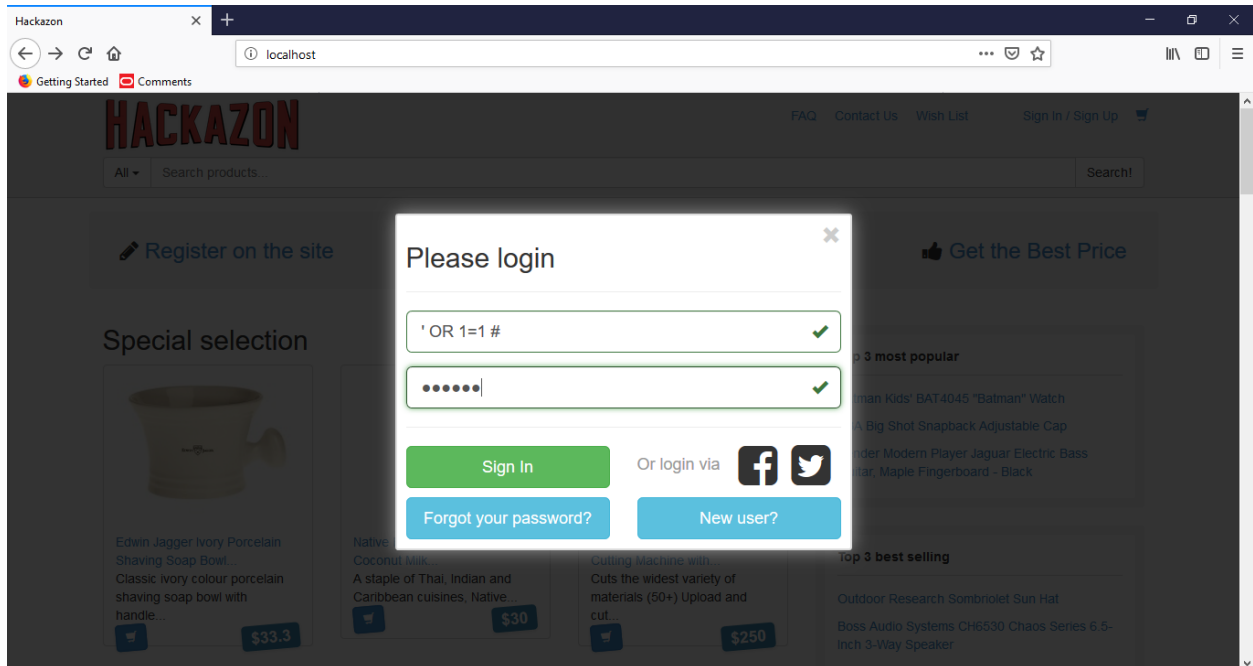 Hackazon
localhost
Getting Started Comments
HACKAZON
FAQ Contact Us Wish List Sign In / Sign Up
All Search products... Search!
Register on the site
Get the Best Price
Please login
' OR 1=1 #
●●●●●●
Sign In
Or login via
Forgot your password?
New user?
Special selection
Edwin Jagger Ivory Porcelain
Shaving Soap Bowl...
Classic ivory colour porcelain
shaving soap bowl with
handle...
$33.3
Native
Coconut Milk...
A staple of Thai, Indian and
Caribbean cuisines, Native...
$30
Cutting Machine with...
Cuts the widest variety of
materials (50+) Upload and
cut...
$250
3 most popular
Kids' BAT4045 "Batman" Watch
Big Shot Snapback Adjustable Cap
Modern Player Jaguar Electric Bass
Maple Fingerboard - Black
Top 3 best selling
Outdoor Research Sombriolet Sun Hat
Boss Audio Systems CH6530 Chaos Series 6.5-
Inch 3-Way Speaker